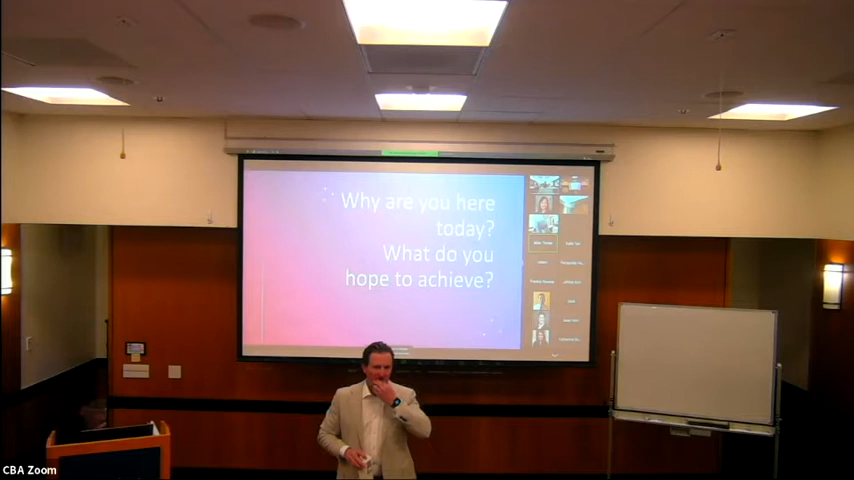 Why are you here
today?
What do you
hope to achieve?
CBA Zoom